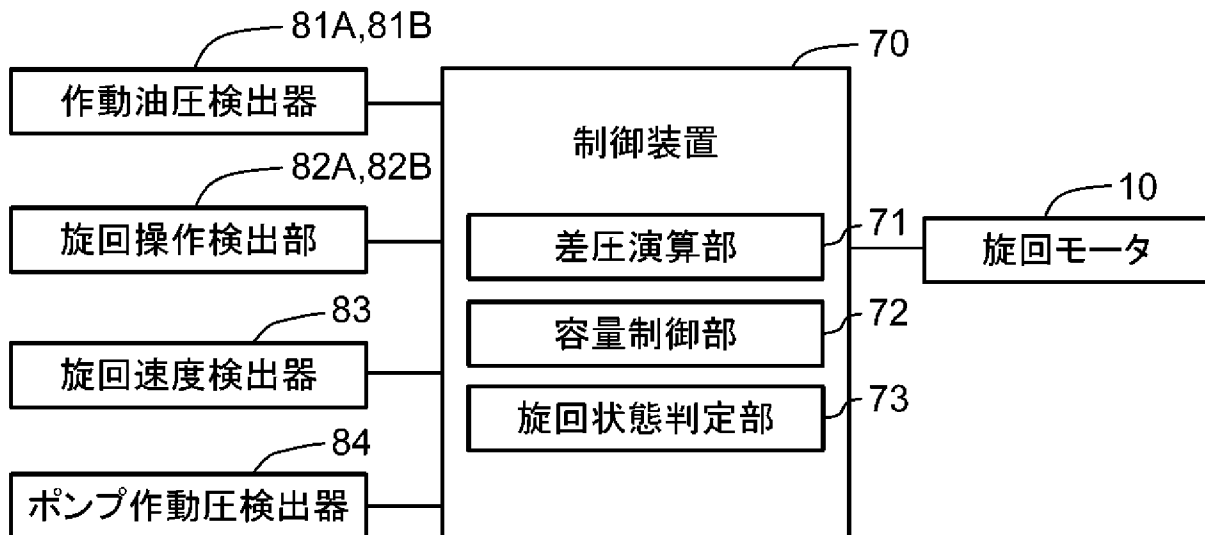 81A,81B
作動油圧検出器
82A,82B
旋回操作検出部
83
旋回速度検出器
84
ポンプ作動圧検出器
70
制御装置
差圧演算部
71
容量制御部
72
旋回状態判定部
73
10
旋回モータ